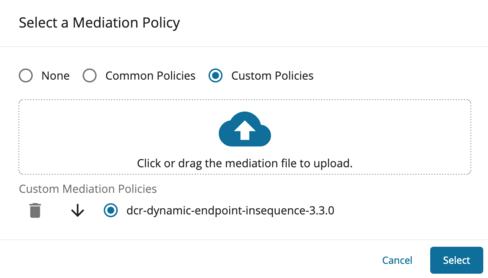 Select a Mediation Policy
None Common Policies Custom Policies
Click or drag the mediation file to upload.
Custom Mediation Policies
dcr-dynamic-endpoint-insequence-3.3.0
Cancel Select